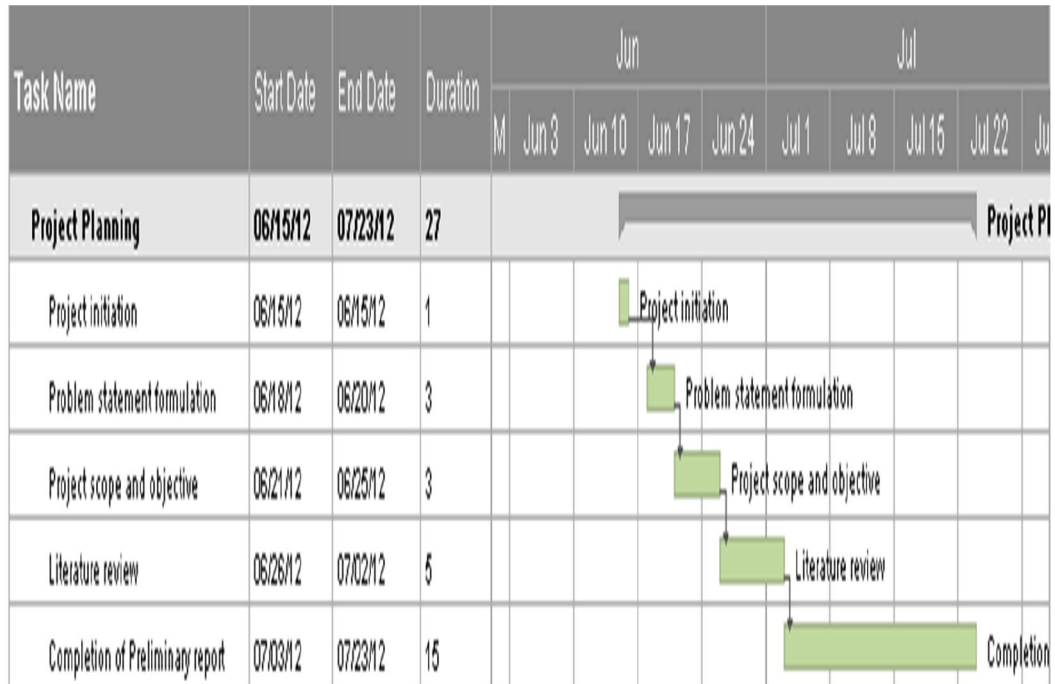 Jun Jul
Task Name Start Date End Date Duration
M Jun 3 Jun 10 Jun 17 Jun 24 Jul 1 Jul 8 Jul 15 Jul 22 Ju
Project Planning 06/15/12 07/23/12 27 Project Pl
Project initiation 06/15/12 06/15/12 1 Project initiation
Problem statement formulation 06/18/12 06/20/12 3 Problem statement formulation
Project scope and objective 06/21/12 06/25/12 3 Project scope and objective
Literature review 06/26/12 07/02/12 5 Literature review
Completion of Preliminary report 07/03/12 07/23/12 15 Completion